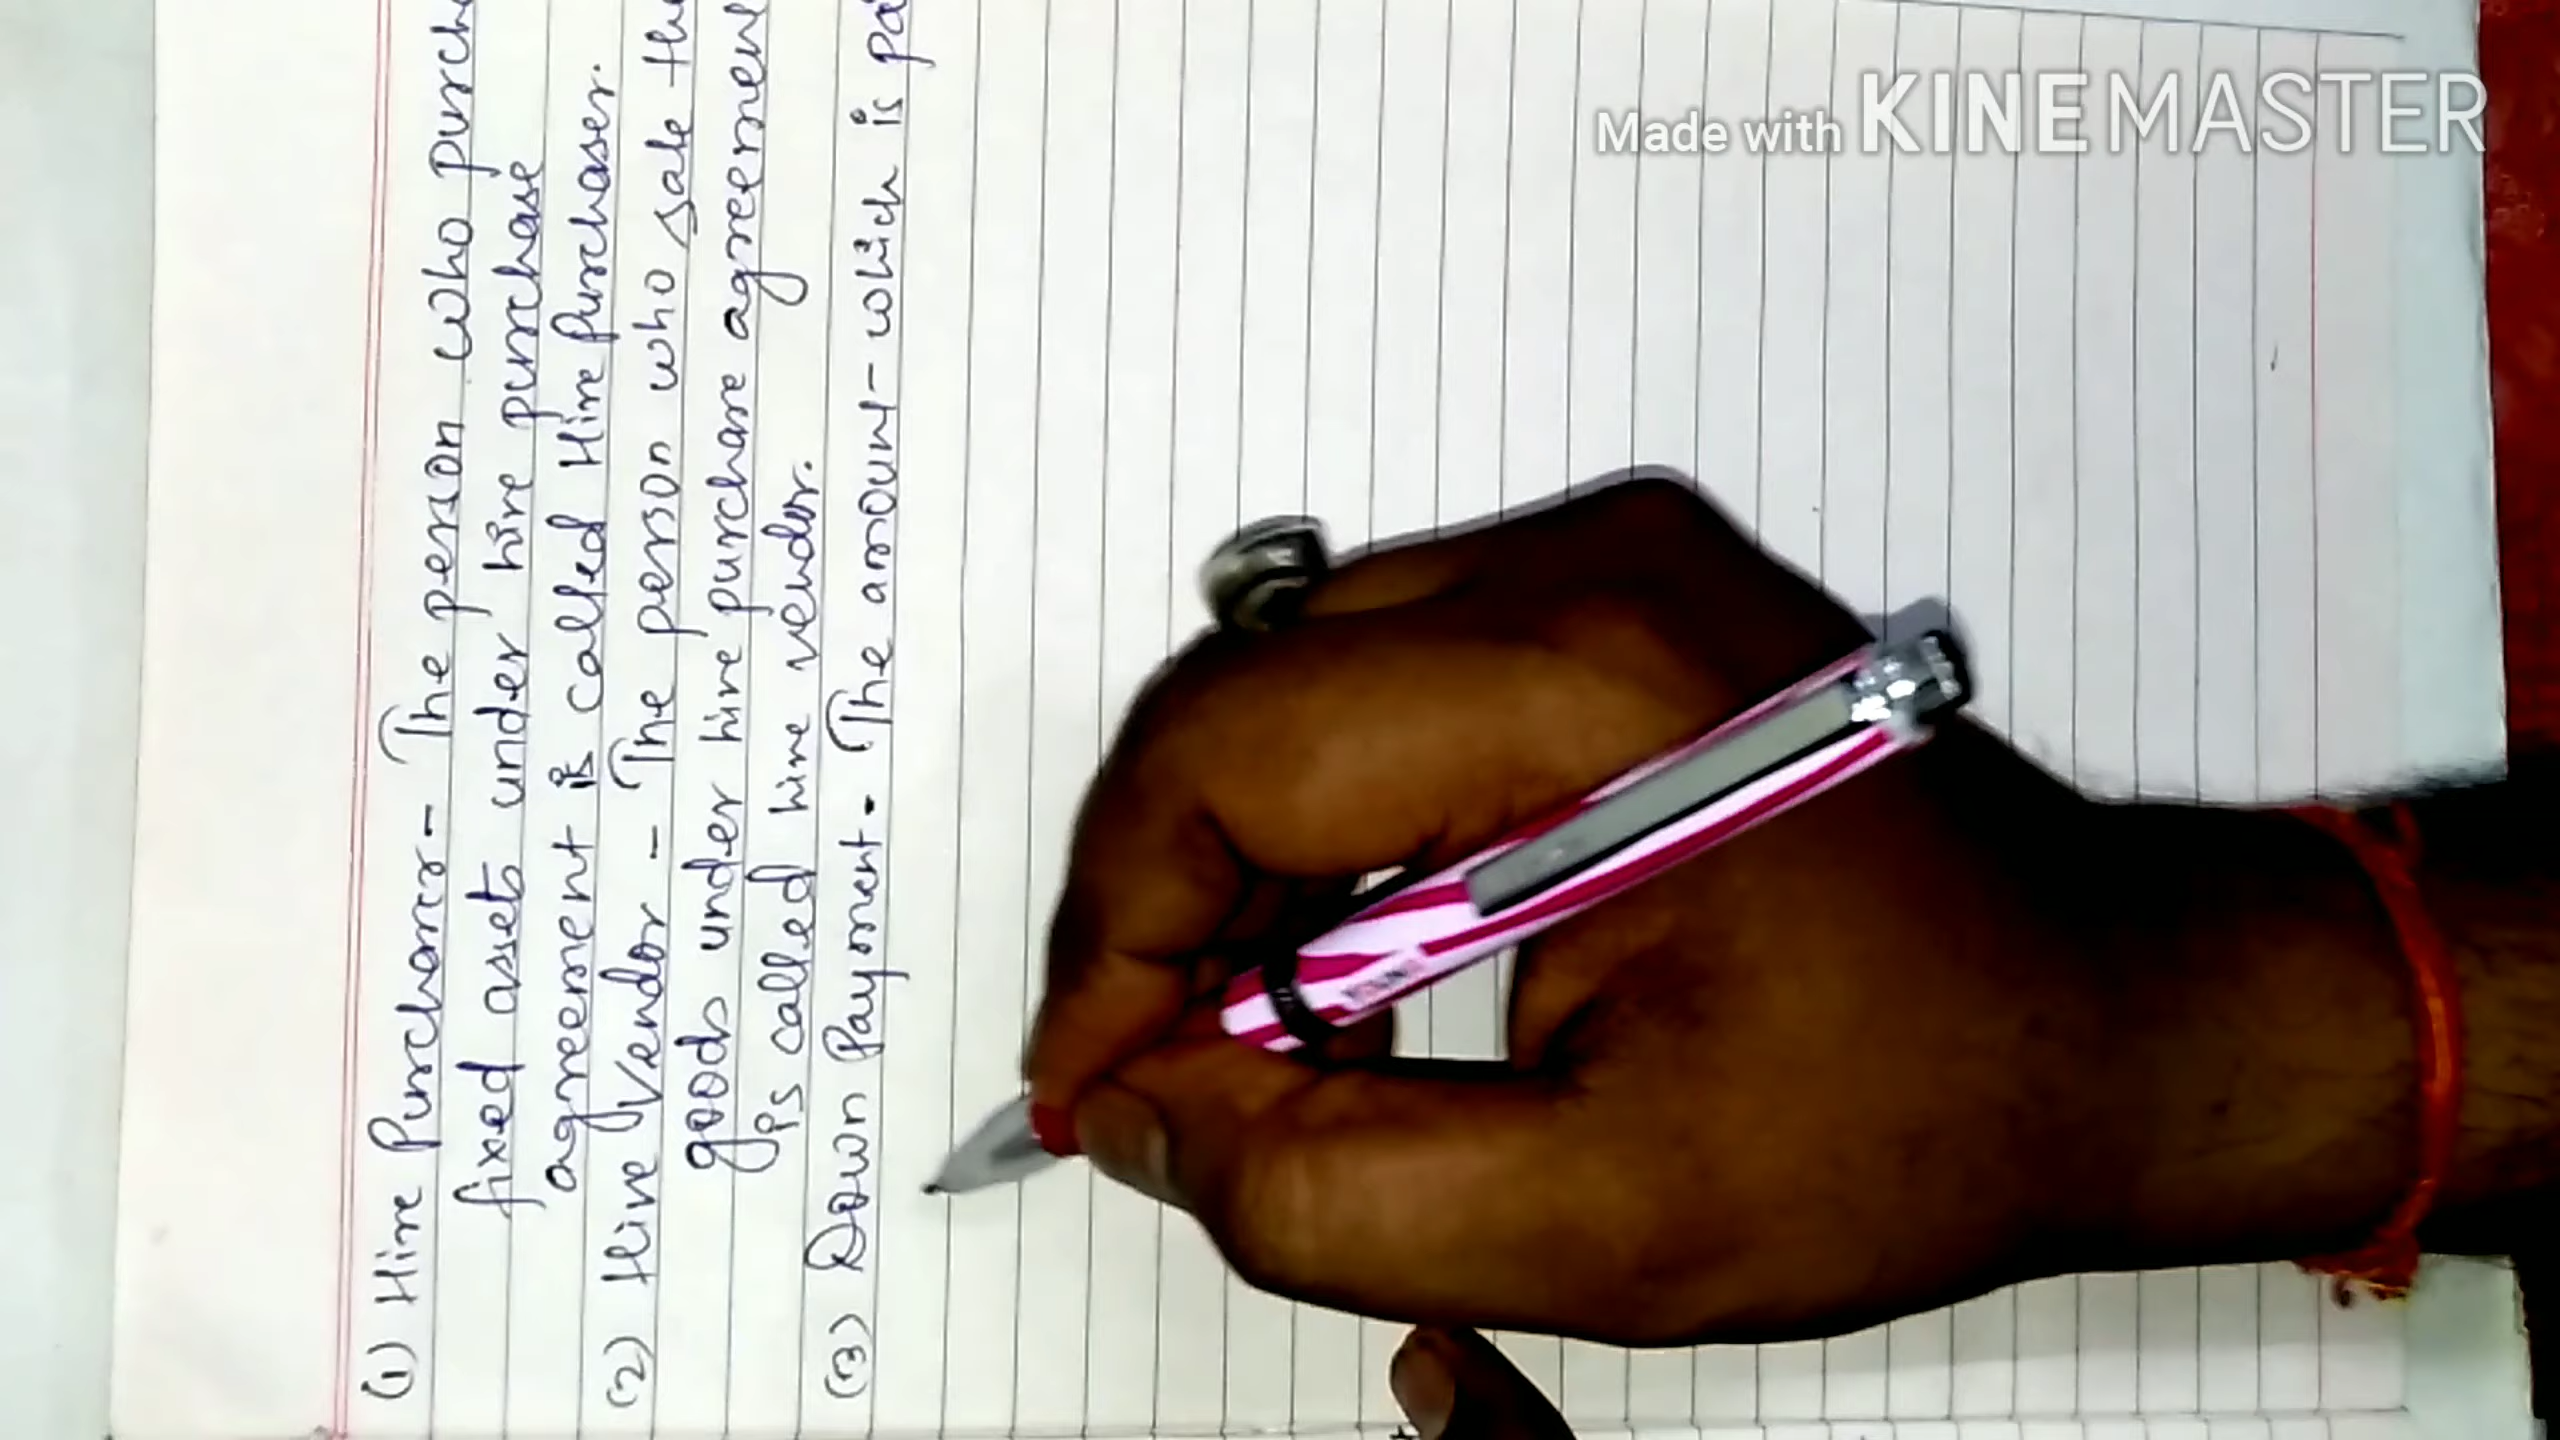 (1) Hire Purchaser- The person who purch
fixed assets under hire purchase
agreement is called Hire Purchaser.
(2) Hire Vendor - The person who sale the
goods under hire purchase agreement
is called hire vendor.
(3) Down Payment- The amount- which is pa
Made with KINEMASTER